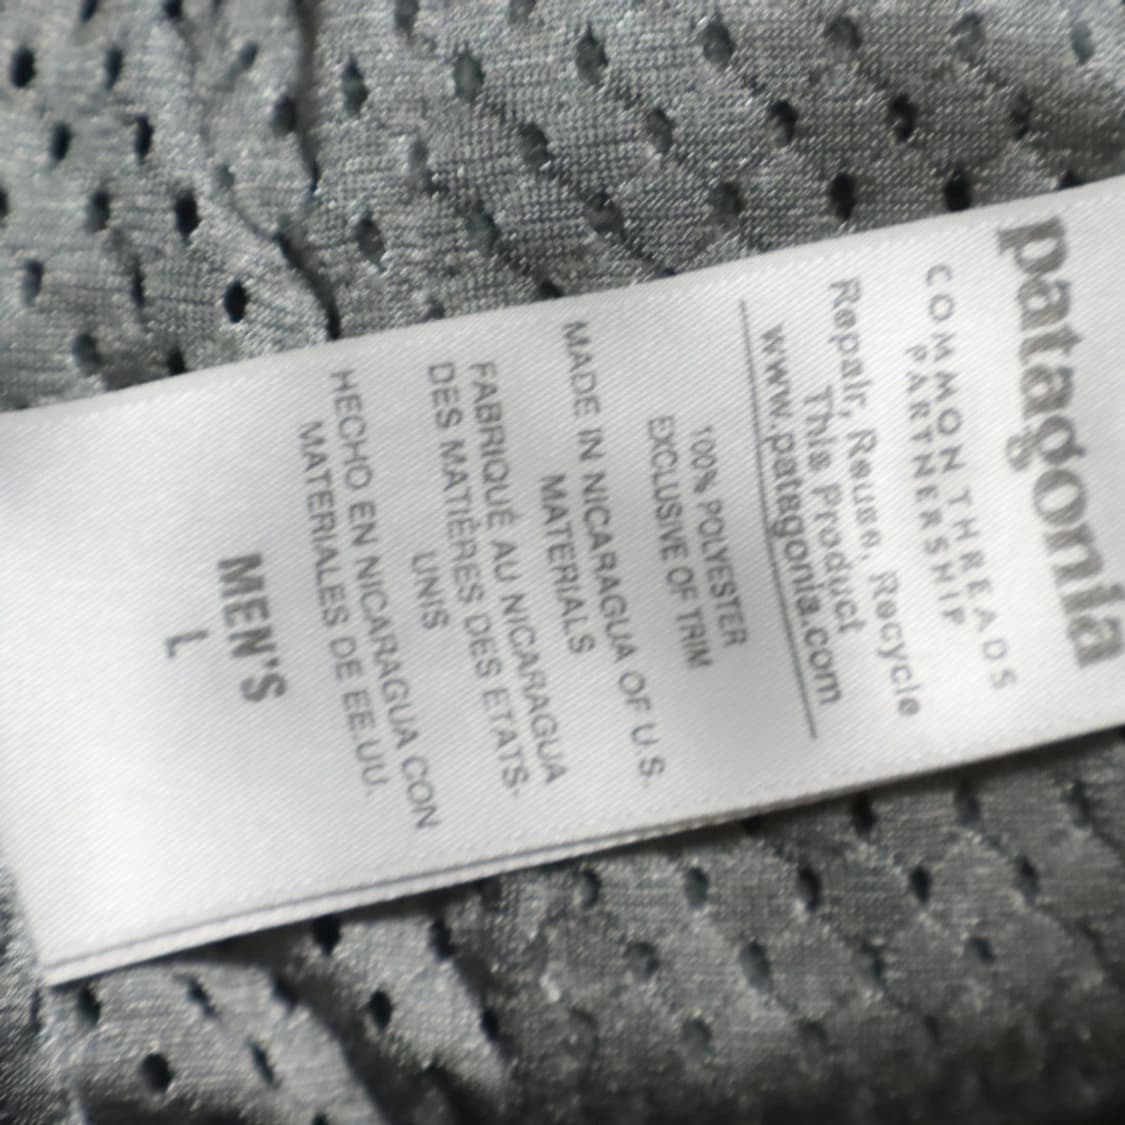 patagonia
COMMON THREADS
PARTNERSHIP
Repair, Reuse, Recycle
This Product
www.patagonia.com
100% POLYESTER
EXCLUSIVE OF TRIM
MADE IN NICARAGUA OF U.S.
MATERIALS
FABRIQUÉ AU NICARAGUA
DES MATIÈRES DES ETATS-
UNIS
HECHO EN NICARAGUA CON
MATERIALES DE EE.UU.
MEN'S
L